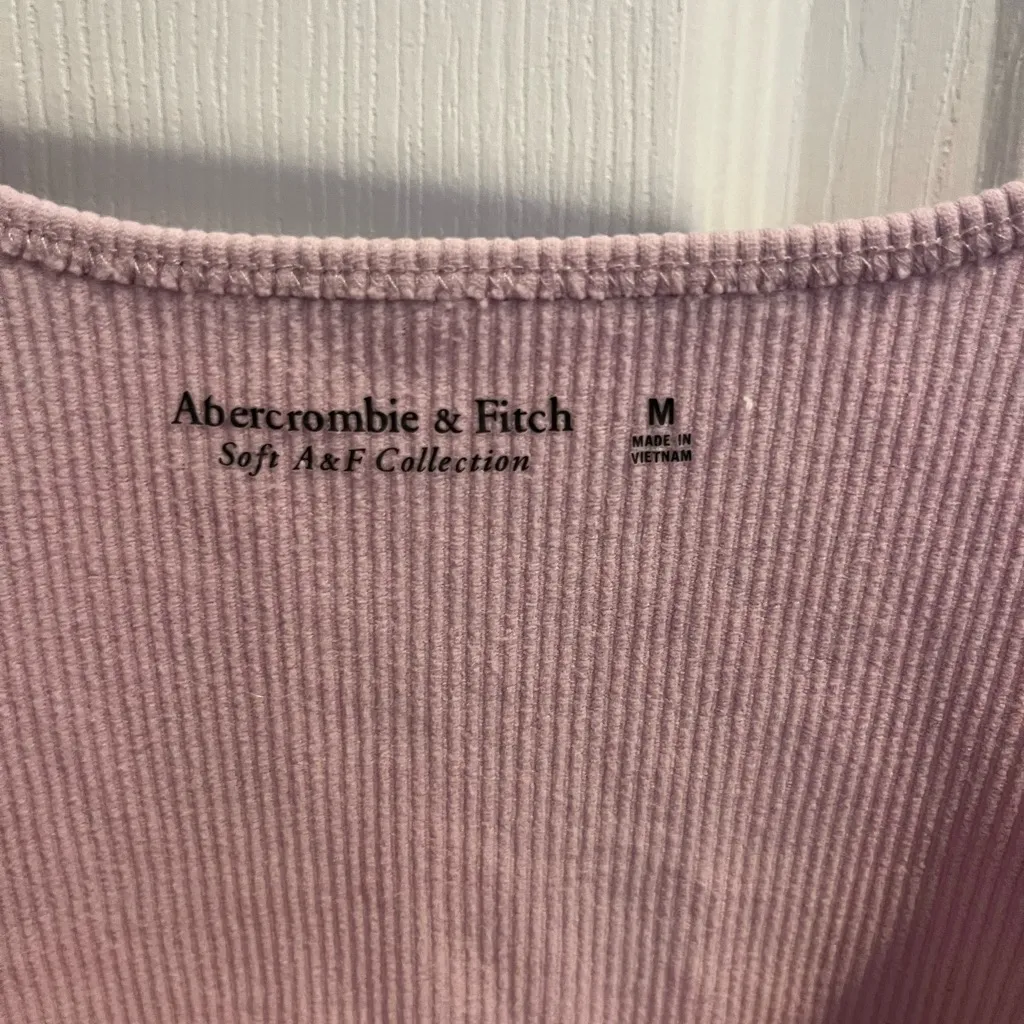 Abercrombie & Fitch
Soft A&F Collection
M
MADE IN
VIETNAM